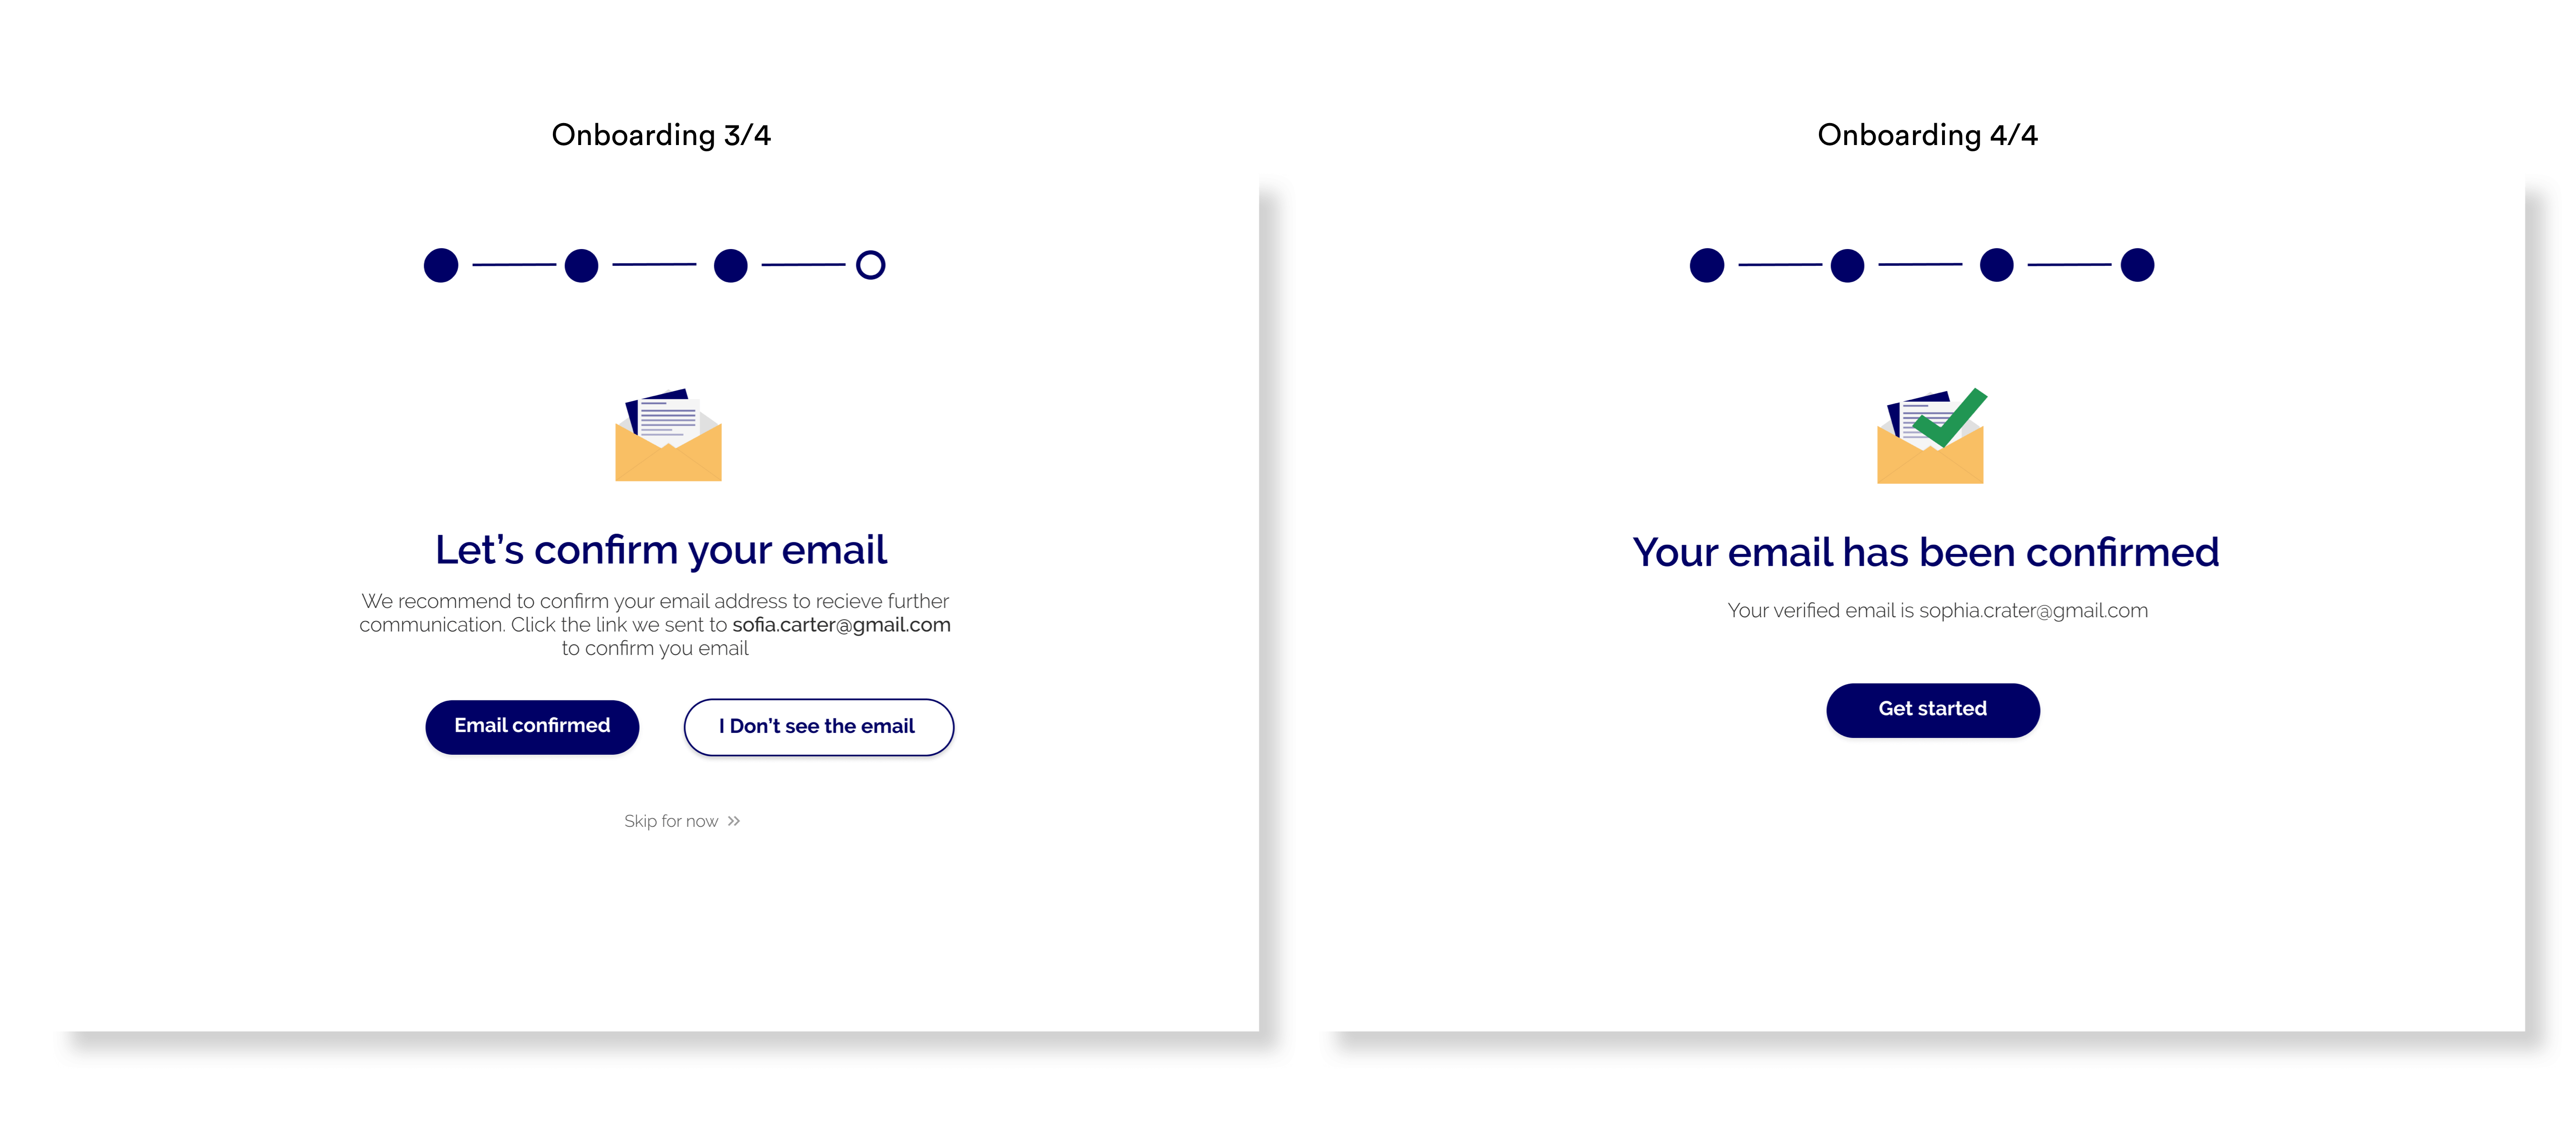 Onboarding 3/4
Let’s confirm your email
We recommend to confirm your email address to recieve further
communication. Click the link we sent to sofia.carter@gmail.com
to confirm you email
Email confirmed
I Don’t see the email
Skip for now »
Onboarding 4/4
Your email has been confirmed
Your verified email is sophia.crater@gmail.com
Get started